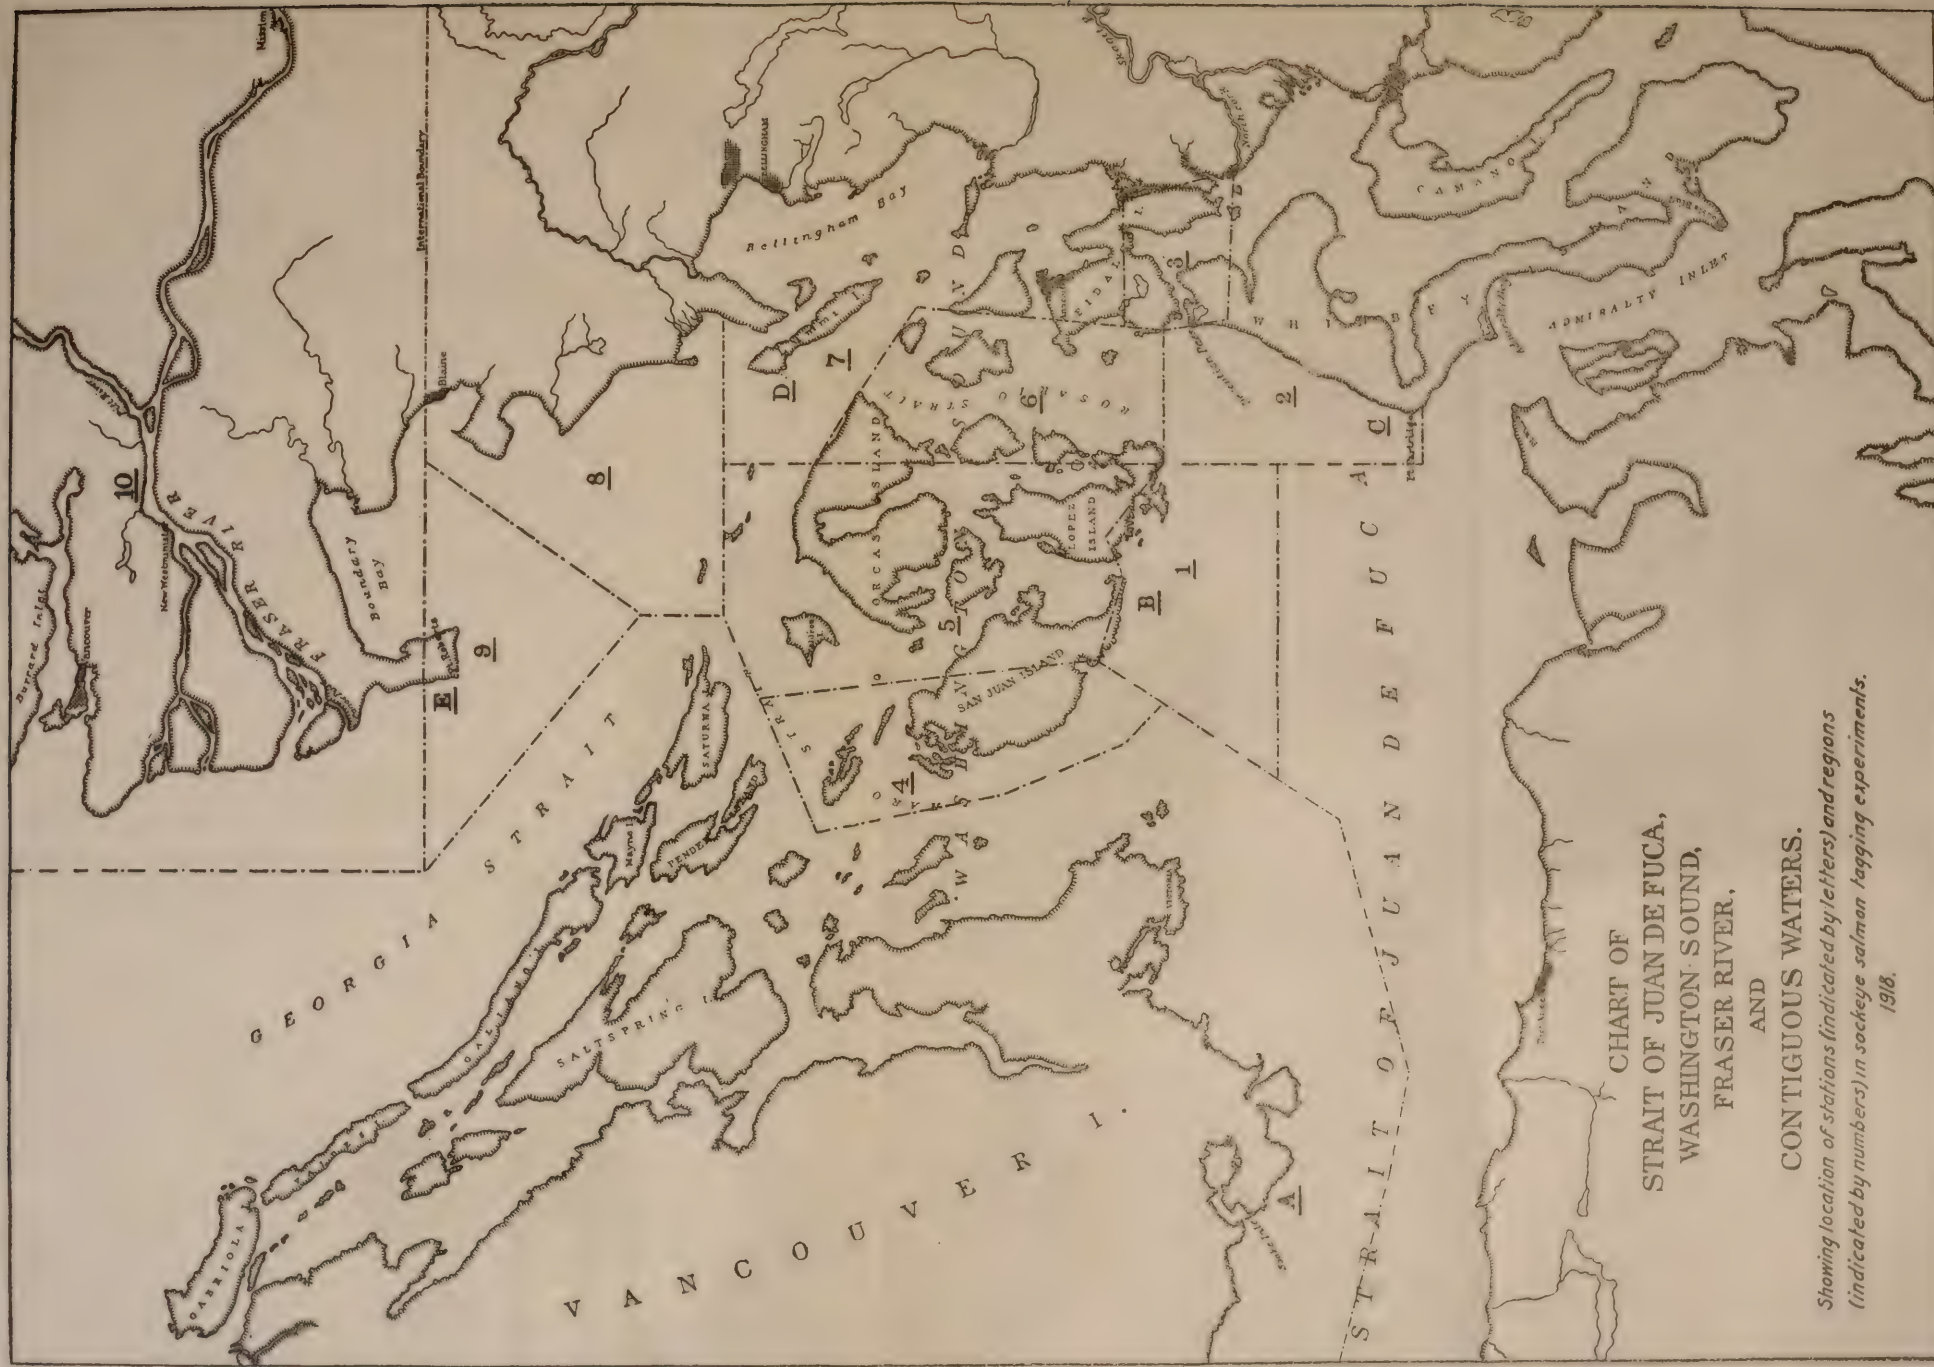 CHART OF
STRAIT OF JUAN DE FUCA,
WASHINGTON SOUND,
FRASER RIVER,
AND
CONTIGUOUS WATERS.
Showing location of stations (indicated by letters) and regions
(indicated by numbers) in sockeye salmon tagging experiments.
1918.
GABRIOLA
GEORGIA STRAIT
SALTSPRING I.
Mayne I.
PENDER
SATURNA
VANCOUVER I.
STRAIT OF JUAN DE FUCA
Burrard Inlet
Vancouver
New Westminster
FRASER RIVER
Mission
Boundary
Bay
International Boundary
Blaine
BELLINGHAM
Bellingham Bay
ORCAS ISLAND
LOPEZ
ISLAND
SAN JUAN ISLAND
ROSARIO STRAIT
WASHINGTON SOUND
WHIDBEY
CAMANO
ADMIRALTY INLET
A
B
C
D
E
1
2
3
4
5
6
7
8
9
10